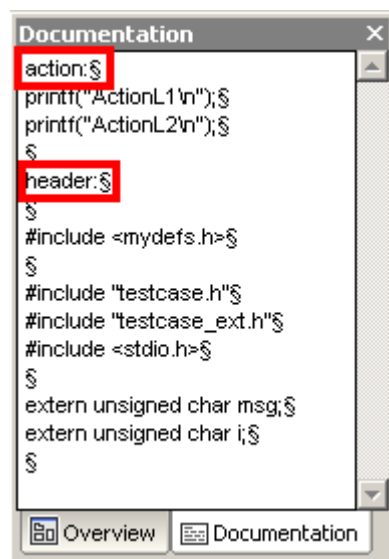 Documentation
action:§
printf("ActionL1\n");§
printf("ActionL2\n");§
§
header:§
§
#include <mydefs.h>§
§
#include "testcase.h"§
#include "testcase_ext.h"§
#include <stdio.h>§
§
extern unsigned char msg;§
extern unsigned char i;§
§
Overview Documentation